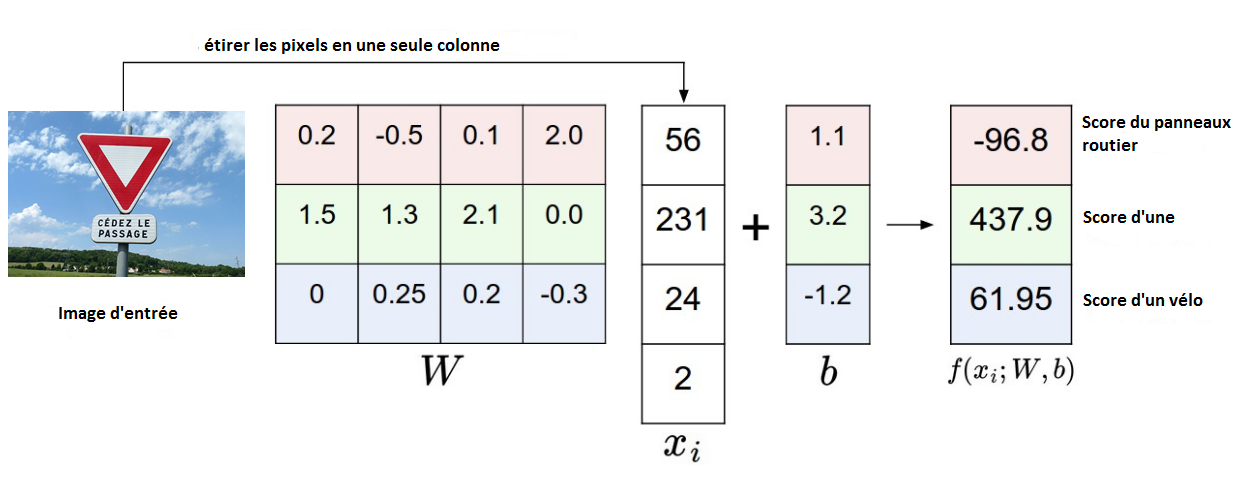 étirer les pixels en une seule colonne
0.2 -0.5 0.1 2.0
1.5 1.3 2.1 0.0
0 0.25 0.2 -0.3
W
56
231
24
2
xᵢ
+
1.1
3.2
-1.2
b
-96.8
437.9
61.95
f(xᵢ; W, b)
Score du panneaux
routier
Score d'une
Score d'un vélo
CÉDEZ LE
PASSAGE
Image d'entrée